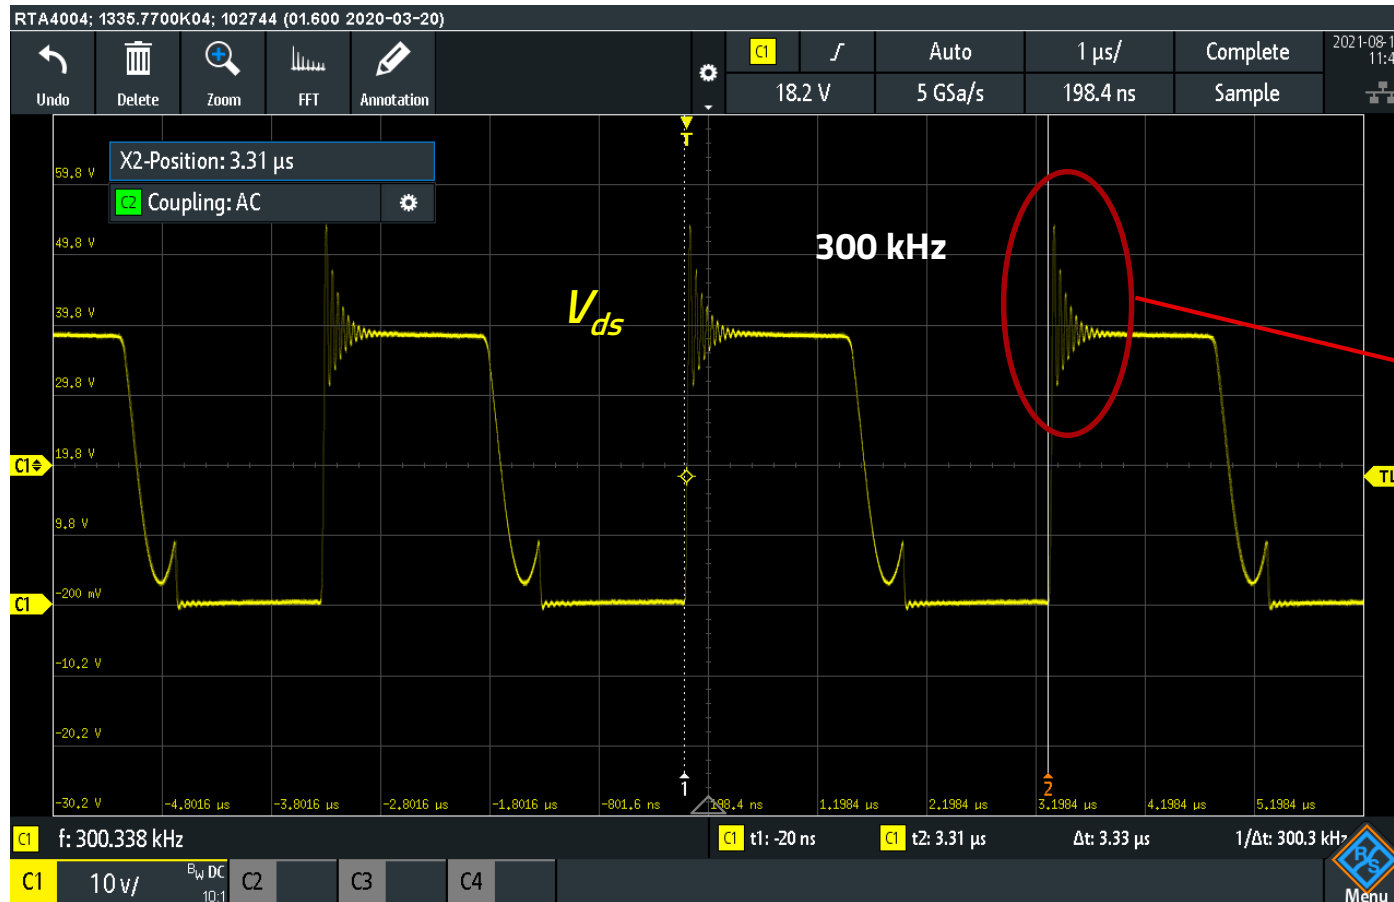 RTA4004; 1335.7700K04; 102744 (01.600 2020-03-20)
Undo Delete Zoom FFT Annotation
C1 Auto 1 µs/ Complete
18.2 V 5 GSa/s 198.4 ns Sample
2021-08-1
11:4
T
X2-Position: 3.31 µs
C2 Coupling: AC
59.8 V
49.8 V
300 kHz
39.8 V
Vds
29.8 V
19.8 V
C1
TL
9.8 V
-200 mV
C1
-10.2 V
-20.2 V
1
2
-30.2 V -4.8016 µs -3.8016 µs -2.8016 µs -1.8016 µs -801.6 ns 198.4 ns 1.1984 µs 2.1984 µs 3.1984 µs 4.1984 µs 5.1984 µs
C1 f: 300.338 kHz C1 t1: -20 ns C1 t2: 3.31 µs Δt: 3.33 µs 1/Δt: 300.3 kHz
C1 10 V/ BW DC 10:1 C2 C3 C4
R&S
Menu